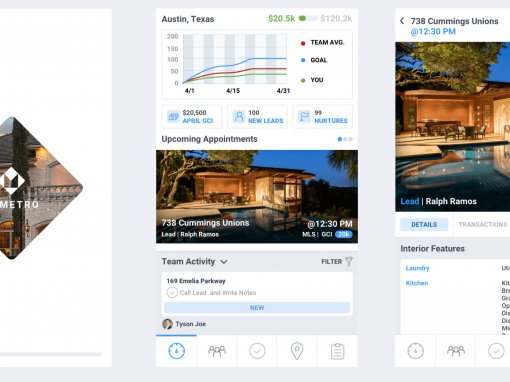 METRO
Austin, Texas
$20.5k
$120.2k
200
150
100
50
0
4/1
4/15
4/31
TEAM AVG.
GOAL
YOU
$20,500
APRIL GCI
100
NEW LEADS
99
NURTURES
Upcoming Appointments
738 Cummings Unions
@12:30 PM
Lead | Ralph Ramos
MLS | GCI 20k
Team Activity
FILTER
169 Emelia Parkway
Call Lead and Write Notes
NEW
Tyson Joe
738 Cummings Unions
@12:30 PM
Lead | Ralph Ramos
DETAILS
TRANSACTIONS
Interior Features
Laundry
Uti
Kitchen
Kit
Bro
Gra
Op
Dis
Dis
Mic